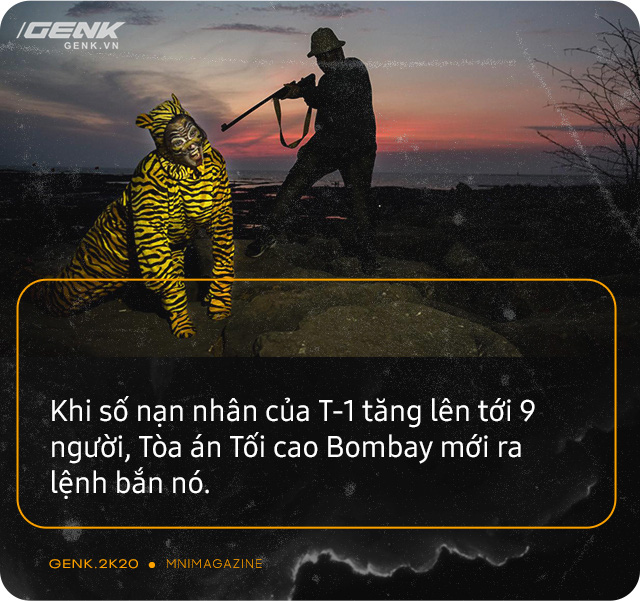 GENK
GENK.VN
Khi số nạn nhân của T-1 tăng lên tới 9
người, Tòa án Tối cao Bombay mới ra
lệnh bắn nó.
GENK.2K20 • MNIMAGAZINE